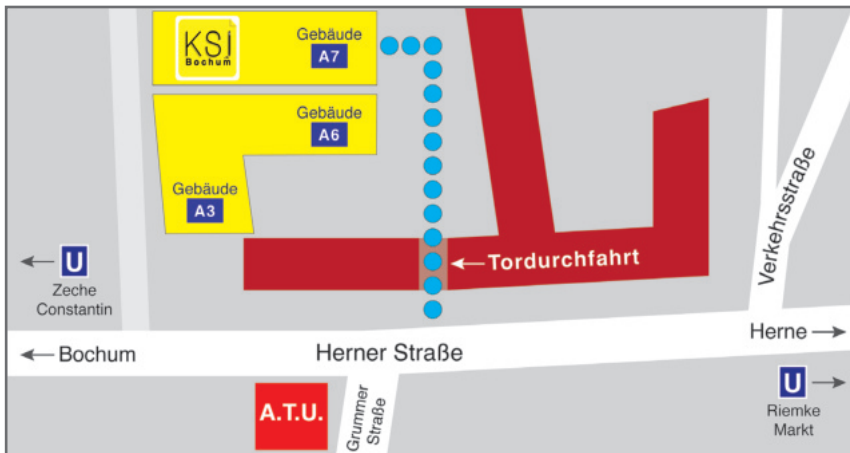 KSI
Bochum
Gebäude
A7
Gebäude
A6
Gebäude
A3
U
Zeche
Constantin
← Tordurchfahrt
Verkehrsstraße
← Bochum
Herner Straße
Herne →
A.T.U.
Grummer
Straße
U
Riemke
Markt